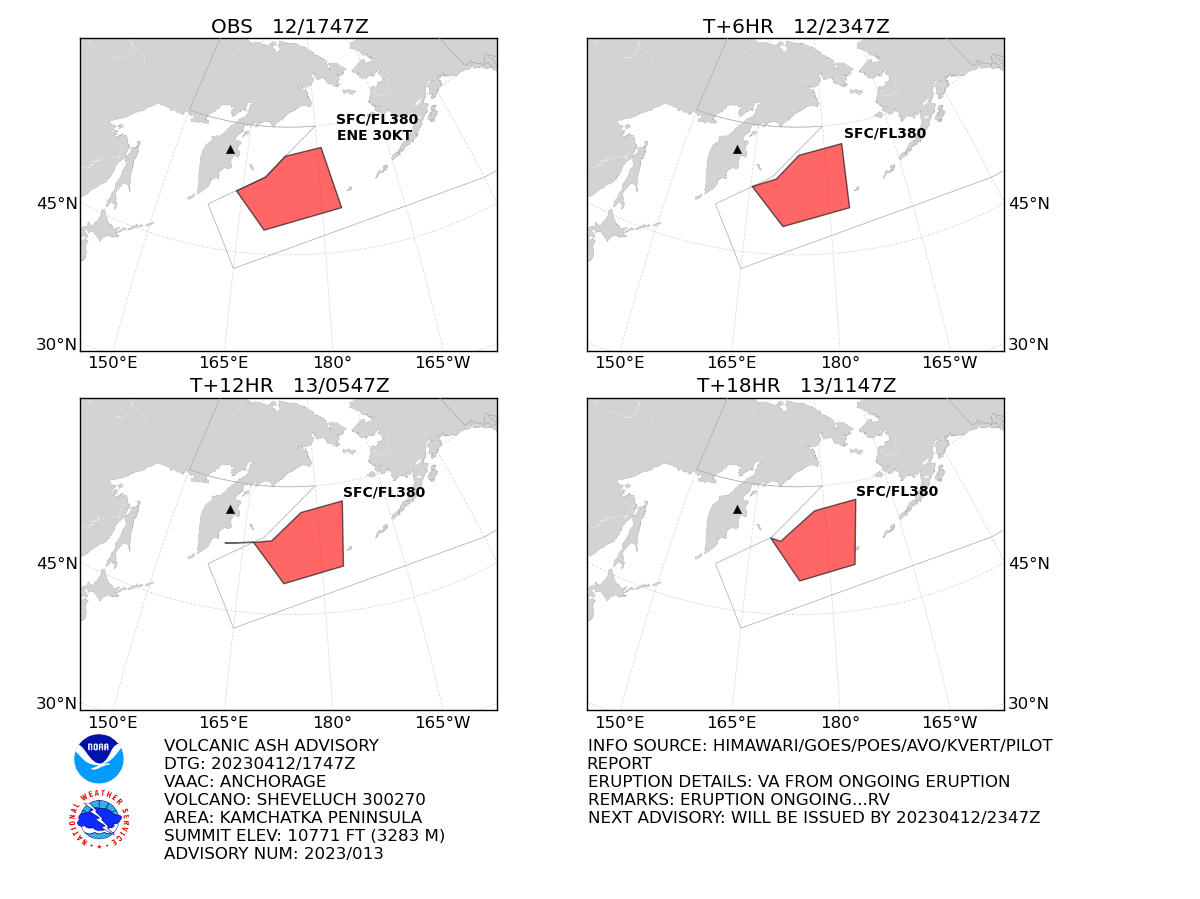 OBS 12/1747Z
SFC/FL380
ENE 30KT
45°N
30°N
150°E 165°E 180° 165°W
T+6HR 12/2347Z
SFC/FL380
45°N
30°N
150°E 165°E 180° 165°W
T+12HR 13/0547Z
SFC/FL380
45°N
30°N
150°E 165°E 180° 165°W
T+18HR 13/1147Z
SFC/FL380
45°N
30°N
150°E 165°E 180° 165°W
NOAA
NATIONAL WEATHER SERVICE
VOLCANIC ASH ADVISORY
DTG: 20230412/1747Z
VAAC: ANCHORAGE
VOLCANO: SHEVELUCH 300270
AREA: KAMCHATKA PENINSULA
SUMMIT ELEV: 10771 FT (3283 M)
ADVISORY NUM: 2023/013
INFO SOURCE: HIMAWARI/GOES/POES/AVO/KVERT/PILOT
REPORT
ERUPTION DETAILS: VA FROM ONGOING ERUPTION
REMARKS: ERUPTION ONGOING...RV
NEXT ADVISORY: WILL BE ISSUED BY 20230412/2347Z